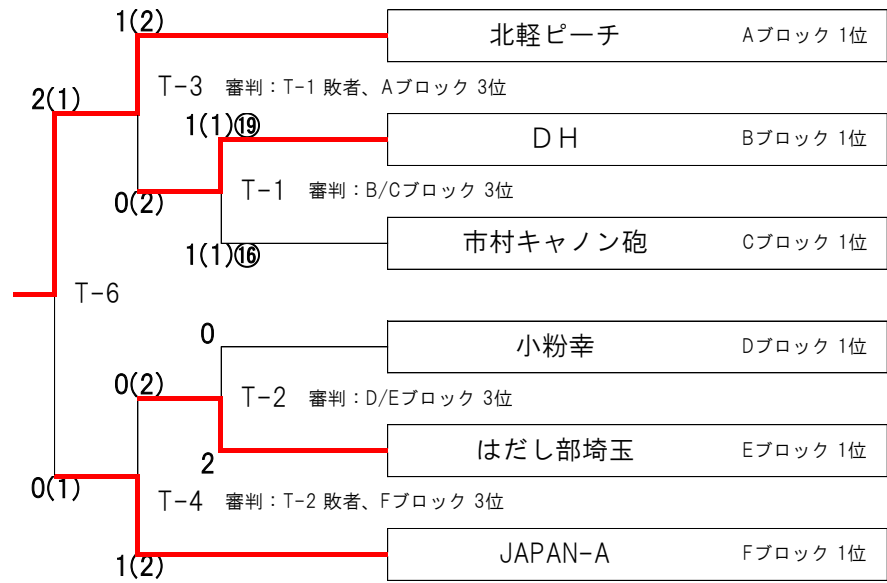 1(2)
北軽ピーチ Aブロック 1位
T-3 審判：T-1 敗者、Aブロック 3位
2(1)
1(1)⑲
ＤＨ Bブロック 1位
0(2)
T-1 審判：B/Cブロック 3位
1(1)⑯
市村キャノン砲 Cブロック 1位
T-6
0
小粉幸 Dブロック 1位
0(2)
T-2 審判：D/Eブロック 3位
2
はだし部埼玉 Eブロック 1位
0(1)
T-4 審判：T-2 敗者、Fブロック 3位
1(2)
JAPAN-A Fブロック 1位